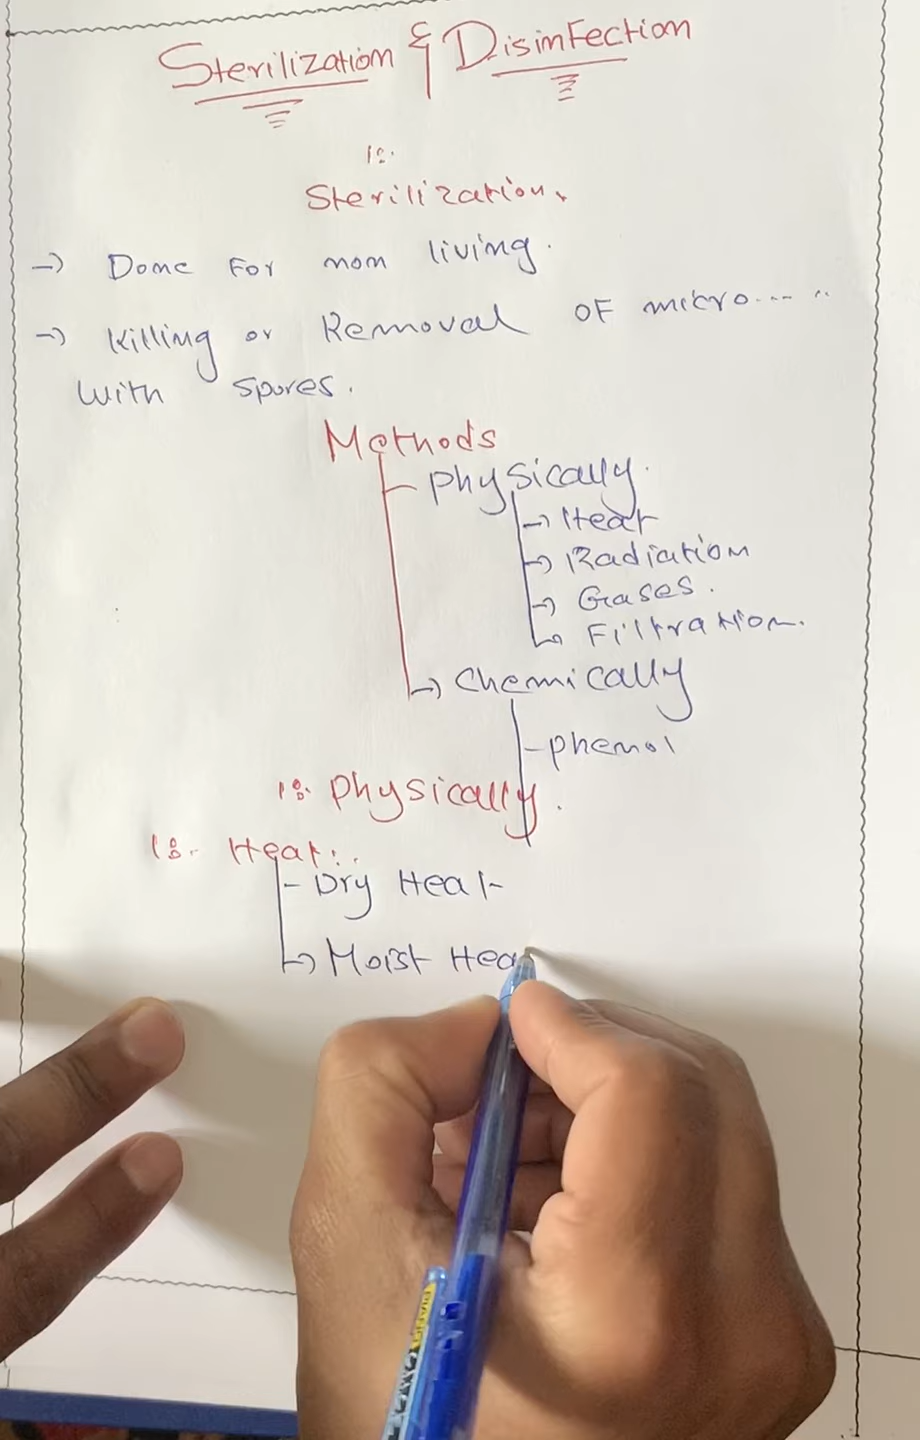 Sterilization & Disinfection
1:-
Sterilization.
→ Done For non living.
→ Killing or Removal OF micro.....
with spores.
Methods
Physically.
→ Heat
→ Radiation
→ Gases.
→ Filtration.
→ Chemically
- phenol
1:- Physically.
1:- Heat:-
- Dry Heat
→ Moist Hea